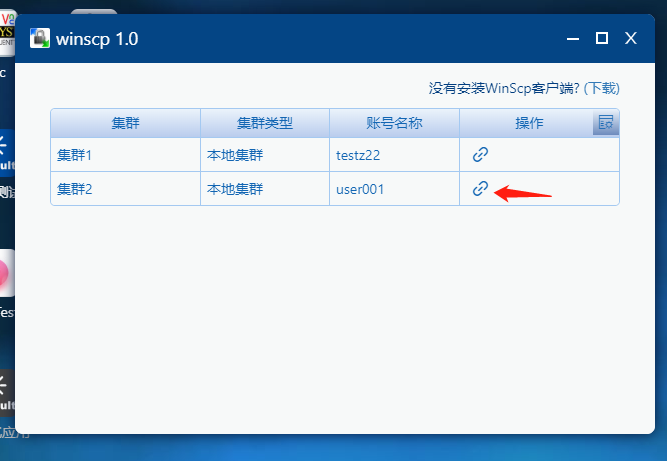 winscp 1.0
没有安装WinScp客户端? (下载)
集群 集群类型 账号名称 操作
集群1 本地集群 testz22
集群2 本地集群 user001